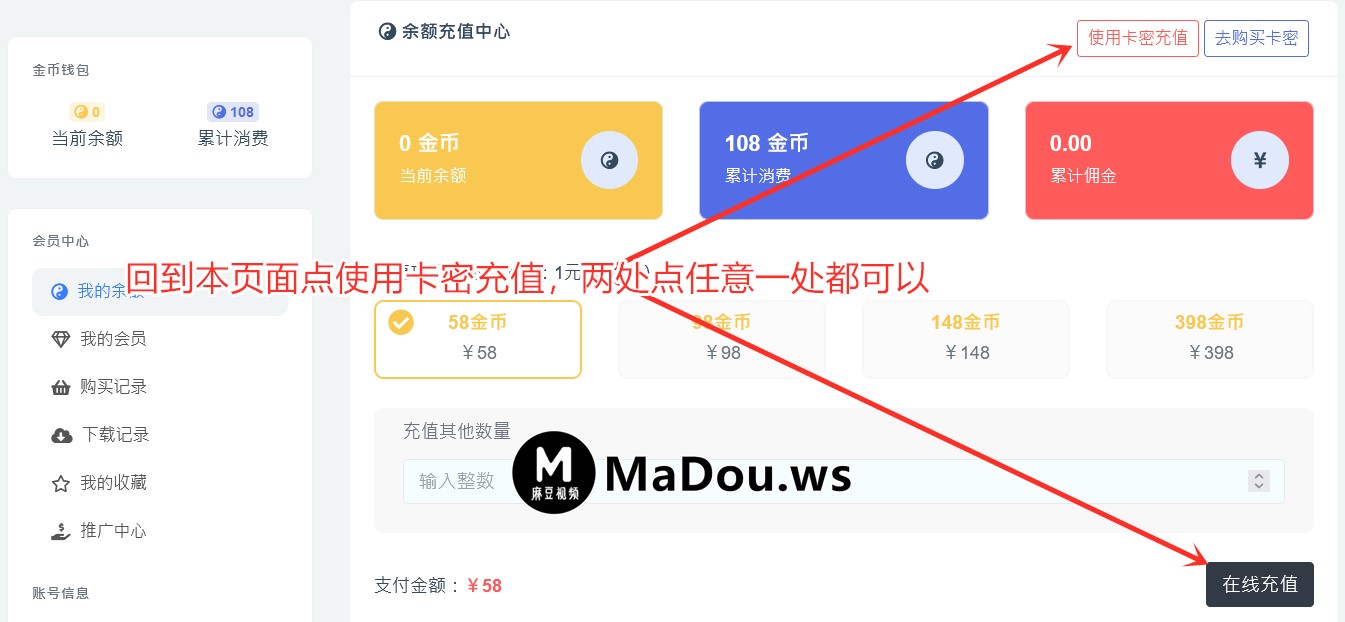 金币钱包
0
108
当前余额
累计消费
会员中心
我的余额
我的会员
购买记录
下载记录
我的收藏
推广中心
账号信息
余额充值中心
使用卡密充值
去购买卡密
0 金币
当前余额
108 金币
累计消费
0.00
累计佣金
¥
: 1元
回到本页面点使用卡密充值，两处点任意一处都可以
58金币
￥58
98金币
￥98
148金币
￥148
398金币
￥398
充值其他数量
输入整数
M
麻豆视频
MaDou.ws
支付金额： ￥58
在线充值